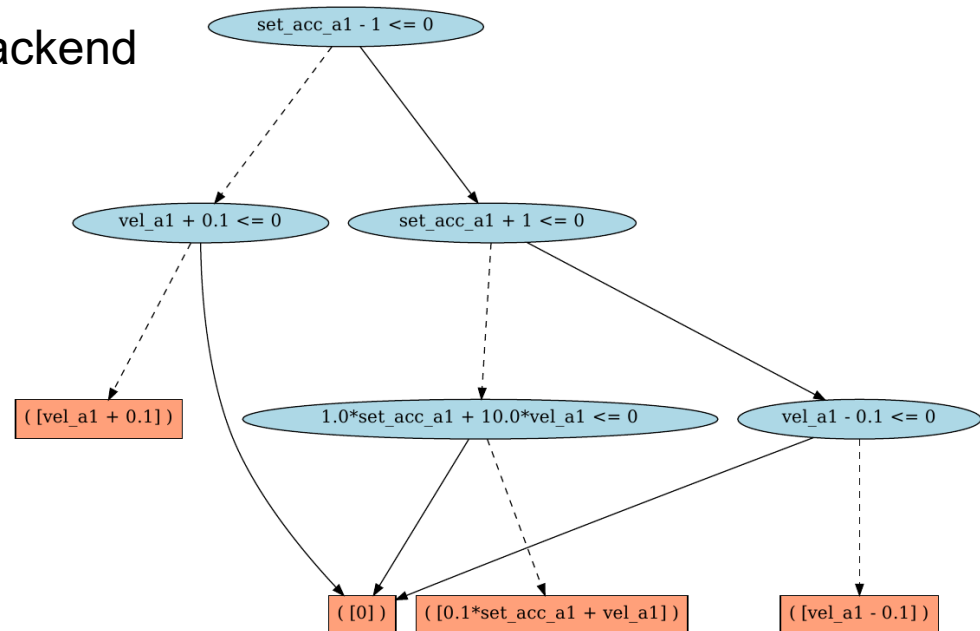 set_acc_a1 - 1 <= 0
vel_a1 + 0.1 <= 0
set_acc_a1 + 1 <= 0
( [vel_a1 + 0.1] )
1.0*set_acc_a1 + 10.0*vel_a1 <= 0
vel_a1 - 0.1 <= 0
( [0] )
( [0.1*set_acc_a1 + vel_a1] )
( [vel_a1 - 0.1] )